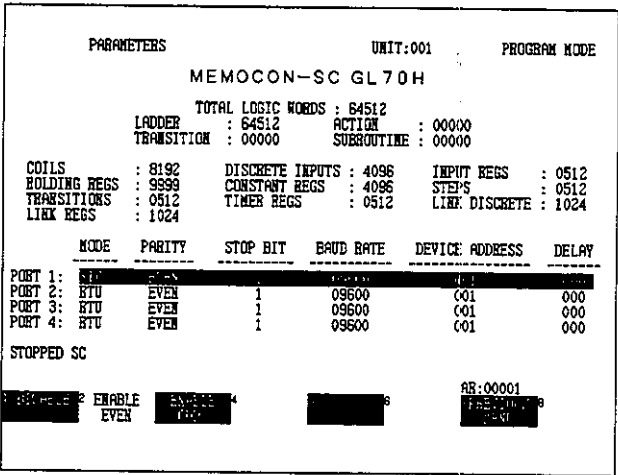 PARAMETERS UNIT:001 PROGRAM MODE
MEMOCON-SC GL70H
TOTAL LOGIC WORDS : 64512
LADDER : 64512 ACTION : 00000
TRANSITION : 00000 SUBROUTINE : 00000
COILS : 8192 DISCRETE INPUTS : 4096 INPUT REGS : 0512
HOLDING REGS : 9999 CONSTANT REGS : 4096 STEPS : 0512
TRANSITIONS : 0512 TIMER REGS : 0512 LINK DISCRETE : 1024
LINK REGS : 1024
MODE PARITY STOP BIT BAUD RATE DEVICE ADDRESS DELAY
PORT 1:
PORT 2: RTU EVEN 1 09600 001 000
PORT 3: RTU EVEN 1 09600 001 000
PORT 4: RTU EVEN 1 09600 001 000
STOPPED SC
AR:00001
2 ENABLE 4 6 8
EVEN